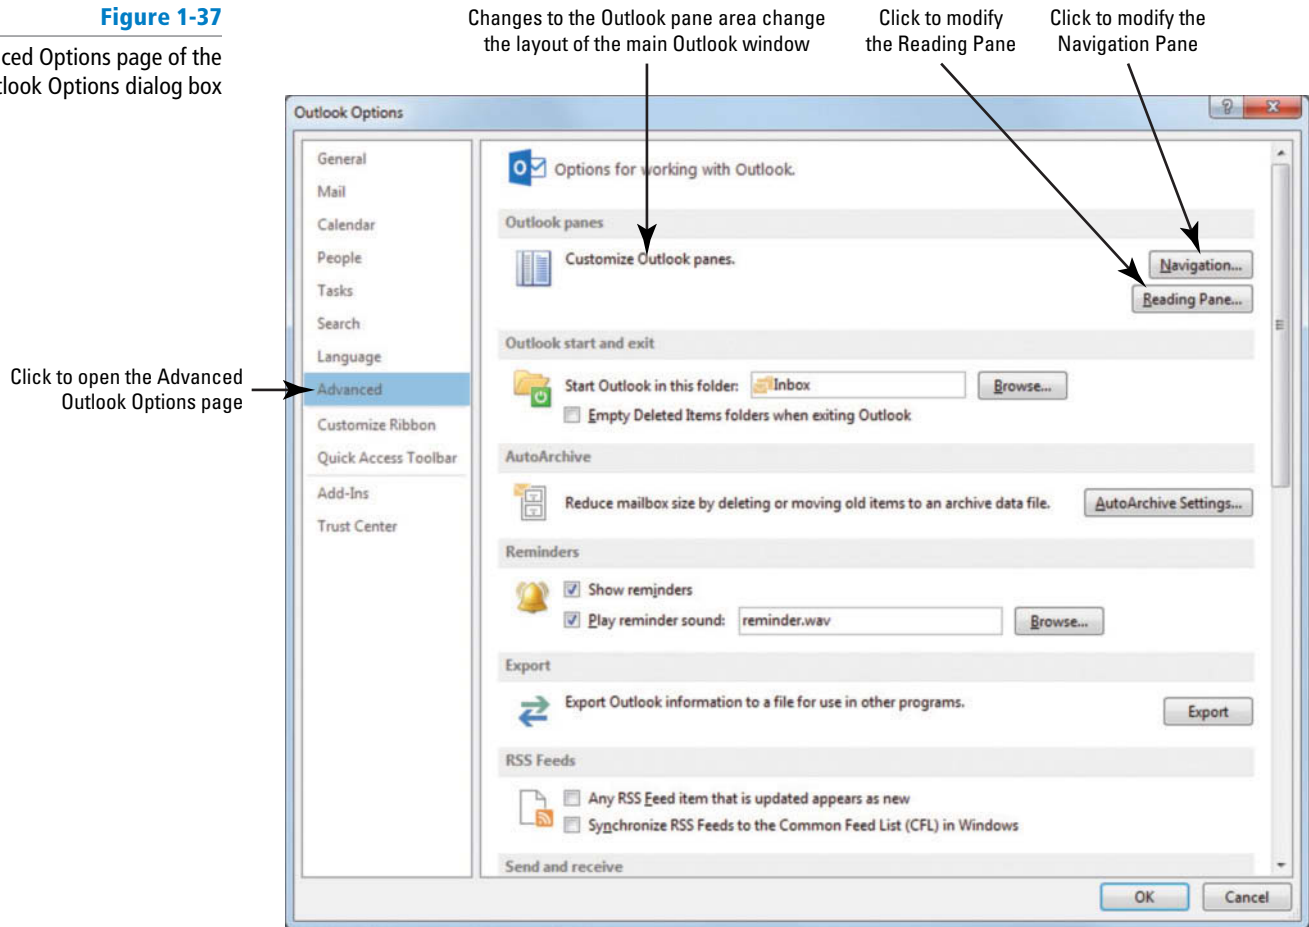 Figure 1-37
ced Options page of the
tlook Options dialog box
Changes to the Outlook pane area change
the layout of the main Outlook window
Click to modify
the Reading Pane
Click to modify the
Navigation Pane
Click to open the Advanced
Outlook Options page
Outlook Options
General
Mail
Calendar
People
Tasks
Search
Language
Advanced
Customize Ribbon
Quick Access Toolbar
Add-Ins
Trust Center
Options for working with Outlook.
Outlook panes
Customize Outlook panes.
Navigation...
Reading Pane...
Outlook start and exit
Start Outlook in this folder: Inbox Browse...
Empty Deleted Items folders when exiting Outlook
AutoArchive
Reduce mailbox size by deleting or moving old items to an archive data file. AutoArchive Settings...
Reminders
Show reminders
Play reminder sound: reminder.wav Browse...
Export
Export Outlook information to a file for use in other programs. Export
RSS Feeds
Any RSS Feed item that is updated appears as new
Synchronize RSS Feeds to the Common Feed List (CFL) in Windows
Send and receive
OK Cancel